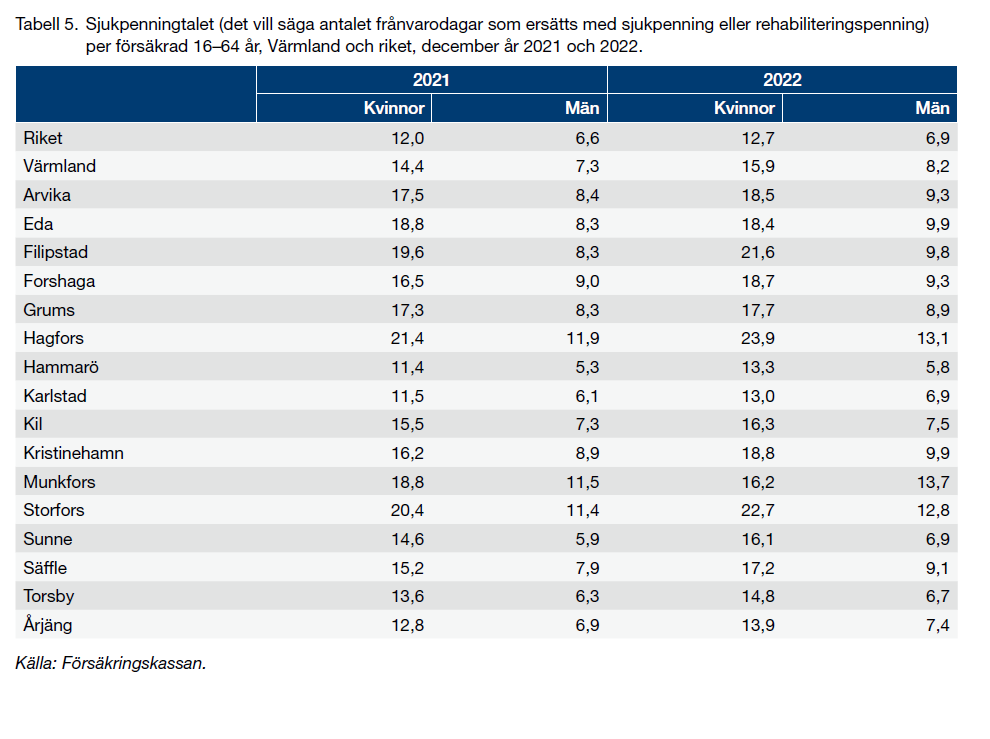 Tabell 5. Sjukpenningtalet (det vill säga antalet frånvarodagar som ersätts med sjukpenning eller rehabiliteringspenning)
per försäkrad 16–64 år, Värmland och riket, december år 2021 och 2022.
2021 2022
Kvinnor Män Kvinnor Män
Riket 12,0 6,6 12,7 6,9
Värmland 14,4 7,3 15,9 8,2
Arvika 17,5 8,4 18,5 9,3
Eda 18,8 8,3 18,4 9,9
Filipstad 19,6 8,3 21,6 9,8
Forshaga 16,5 9,0 18,7 9,3
Grums 17,3 8,3 17,7 8,9
Hagfors 21,4 11,9 23,9 13,1
Hammarö 11,4 5,3 13,3 5,8
Karlstad 11,5 6,1 13,0 6,9
Kil 15,5 7,3 16,3 7,5
Kristinehamn 16,2 8,9 18,8 9,9
Munkfors 18,8 11,5 16,2 13,7
Storfors 20,4 11,4 22,7 12,8
Sunne 14,6 5,9 16,1 6,9
Säffle 15,2 7,9 17,2 9,1
Torsby 13,6 6,3 14,8 6,7
Årjäng 12,8 6,9 13,9 7,4
Källa: Försäkringskassan.